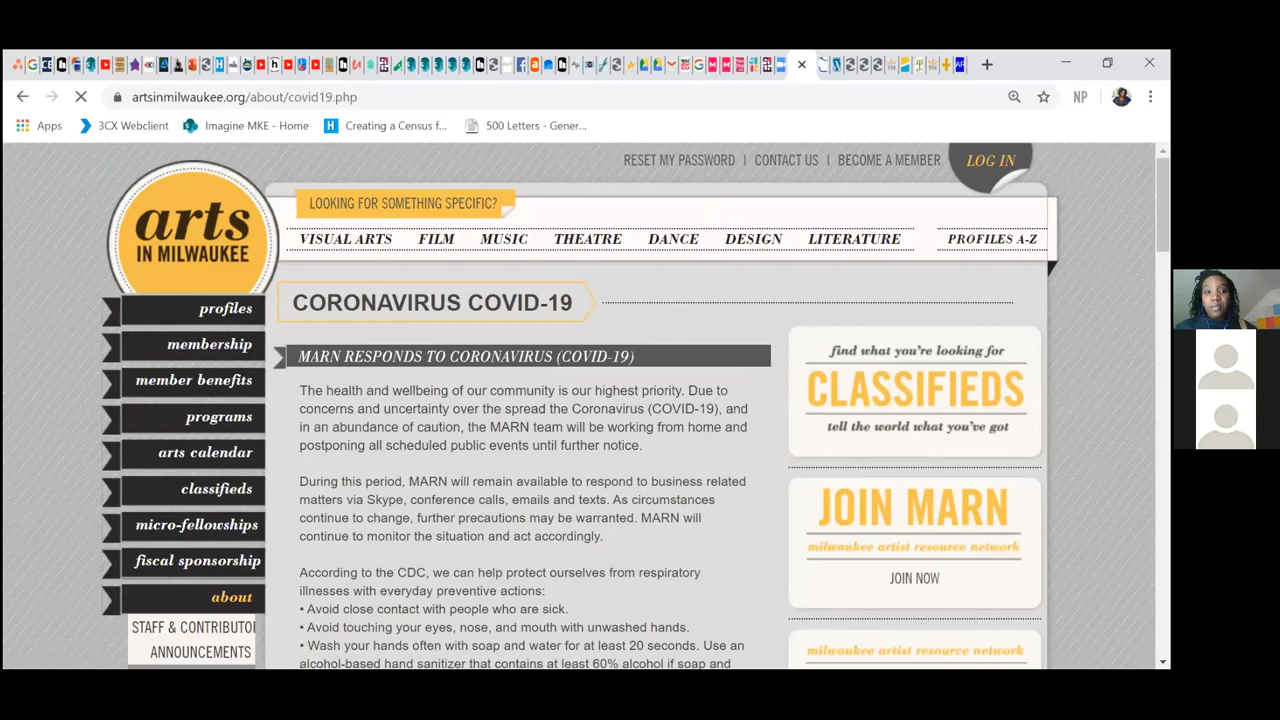 artsinmilwaukee.org/about/covid19.php
NP
Apps
3CX Webclient
Imagine MKE - Home
Creating a Census f...
500 Letters - Gener...
RESET MY PASSWORD | CONTACT US | BECOME A MEMBER
LOG IN
arts
IN MILWAUKEE
LOOKING FOR SOMETHING SPECIFIC?
VISUAL ARTS FILM MUSIC THEATRE DANCE DESIGN LITERATURE PROFILES A-Z
profiles
membership
member benefits
programs
arts calendar
classifieds
micro-fellowships
fiscal sponsorship
about
STAFF & CONTRIBUTO
ANNOUNCEMENTS
CORONAVIRUS COVID-19
MARN RESPONDS TO CORONAVIRUS (COVID-19)
The health and wellbeing of our community is our highest priority. Due to
concerns and uncertainty over the spread the Coronavirus (COVID-19), and
in an abundance of caution, the MARN team will be working from home and
postponing all scheduled public events until further notice.
During this period, MARN will remain available to respond to business related
matters via Skype, conference calls, emails and texts. As circumstances
continue to change, further precautions may be warranted. MARN will
continue to monitor the situation and act accordingly.
According to the CDC, we can help protect ourselves from respiratory
illnesses with everyday preventive actions:
• Avoid close contact with people who are sick.
• Avoid touching your eyes, nose, and mouth with unwashed hands.
• Wash your hands often with soap and water for at least 20 seconds. Use an
alcohol-based hand sanitizer that contains at least 60% alcohol if soap and
find what you're looking for
CLASSIFIEDS
tell the world what you've got
JOIN MARN
milwaukee artist resource network
JOIN NOW
milwaukee artist resource network